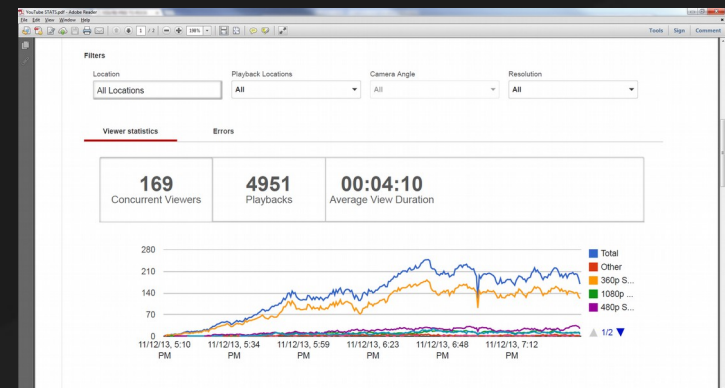 YouTube STATS.pdf - Adobe Reader
File Edit View Window Help
1 / 2 188% Tools Sign Comment
Filters
Location Playback Locations Camera Angle Resolution
All Locations All All All
Viewer statistics Errors
169 4951 00:04:10
Concurrent Viewers Playbacks Average View Duration
280
210
140
70
0
Total
Other
360p S...
1080p ...
480p S...
1/2
11/12/13, 5:10 11/12/13, 5:34 11/12/13, 5:59 11/12/13, 6:23 11/12/13, 6:48 11/12/13, 7:12
PM PM PM PM PM PM